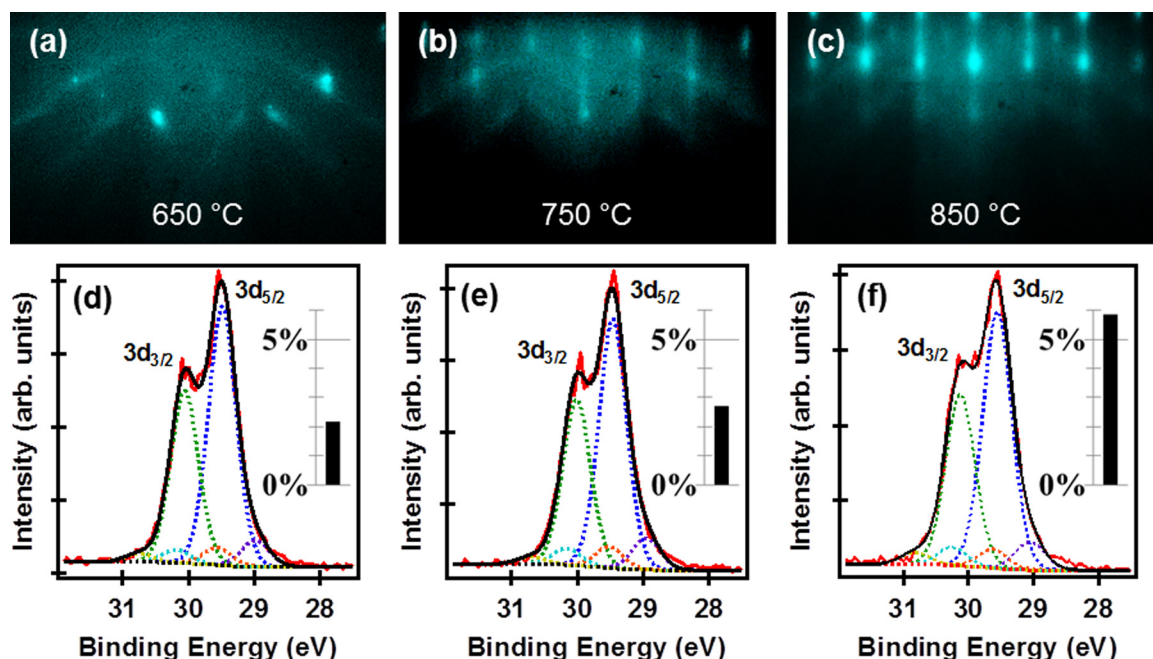 (a)
650 °C
(b)
750 °C
(c)
850 °C
(d)
3d5/2
3d3/2
5%
0%
Intensity (arb. units)
31 30 29 28
Binding Energy (eV)
(e)
3d5/2
3d3/2
5%
0%
Intensity (arb. units)
31 30 29 28
Binding Energy (eV)
(f)
3d5/2
3d3/2
5%
0%
Intensity (arb. units)
31 30 29 28
Binding Energy (eV)